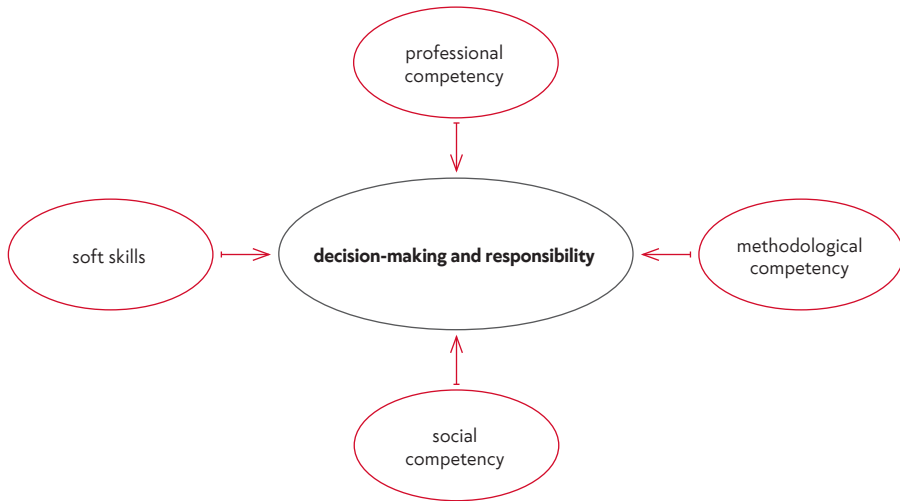 professional
competency
soft skills
decision-making and responsibility
methodological
competency
social
competency